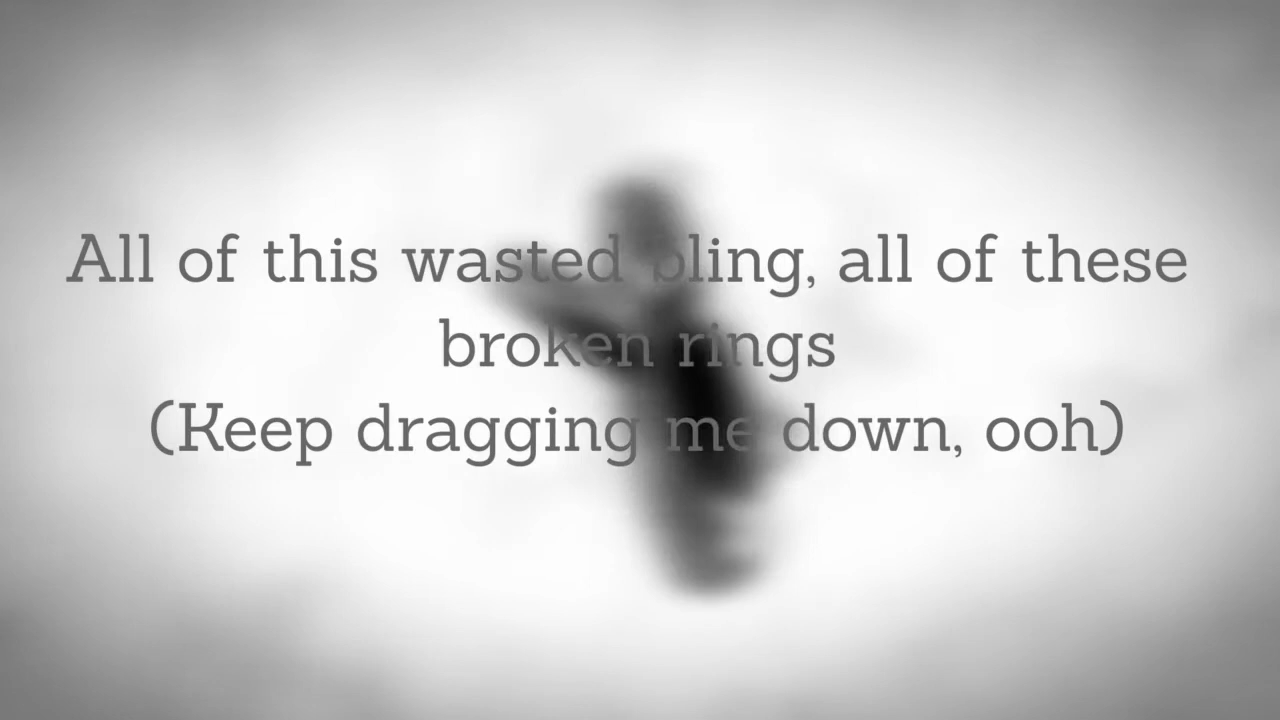 All of this wasted bling, all of these
broken rings
(Keep dragging me down, ooh)